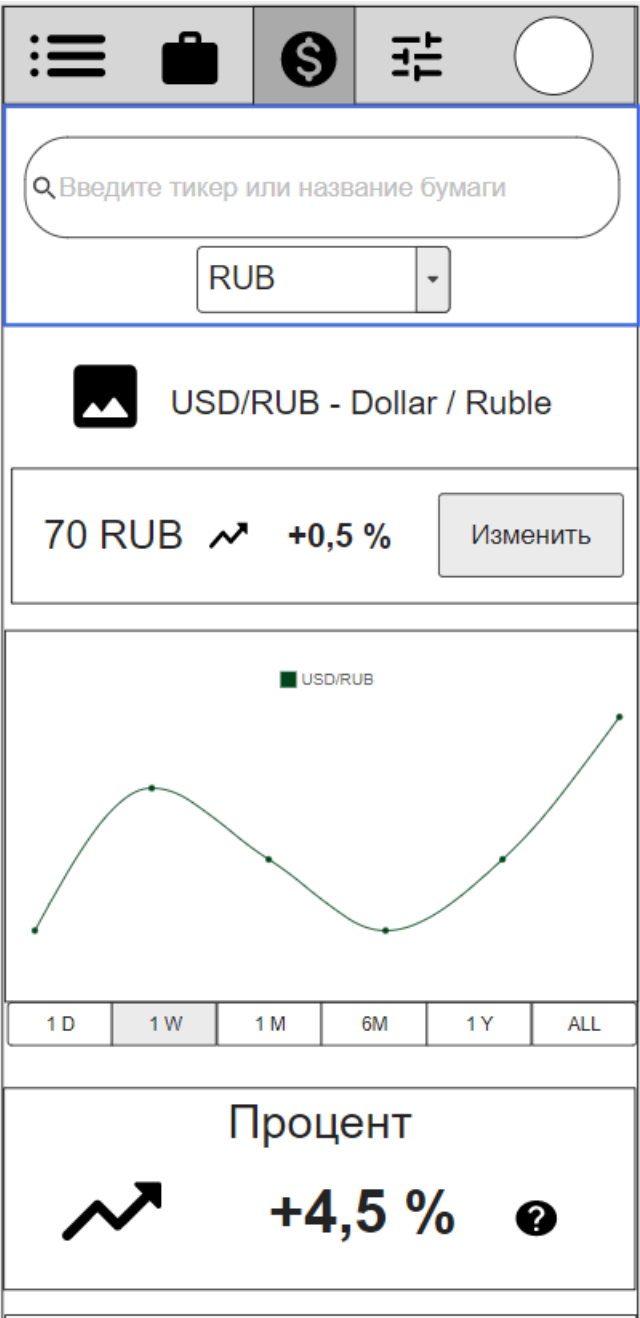 Введите тикер или название бумаги
RUB
USD/RUB - Dollar / Ruble
70 RUB +0,5 % Изменить
USD/RUB
1 D 1 W 1 M 6M 1 Y ALL
Процент
+4,5 % ?